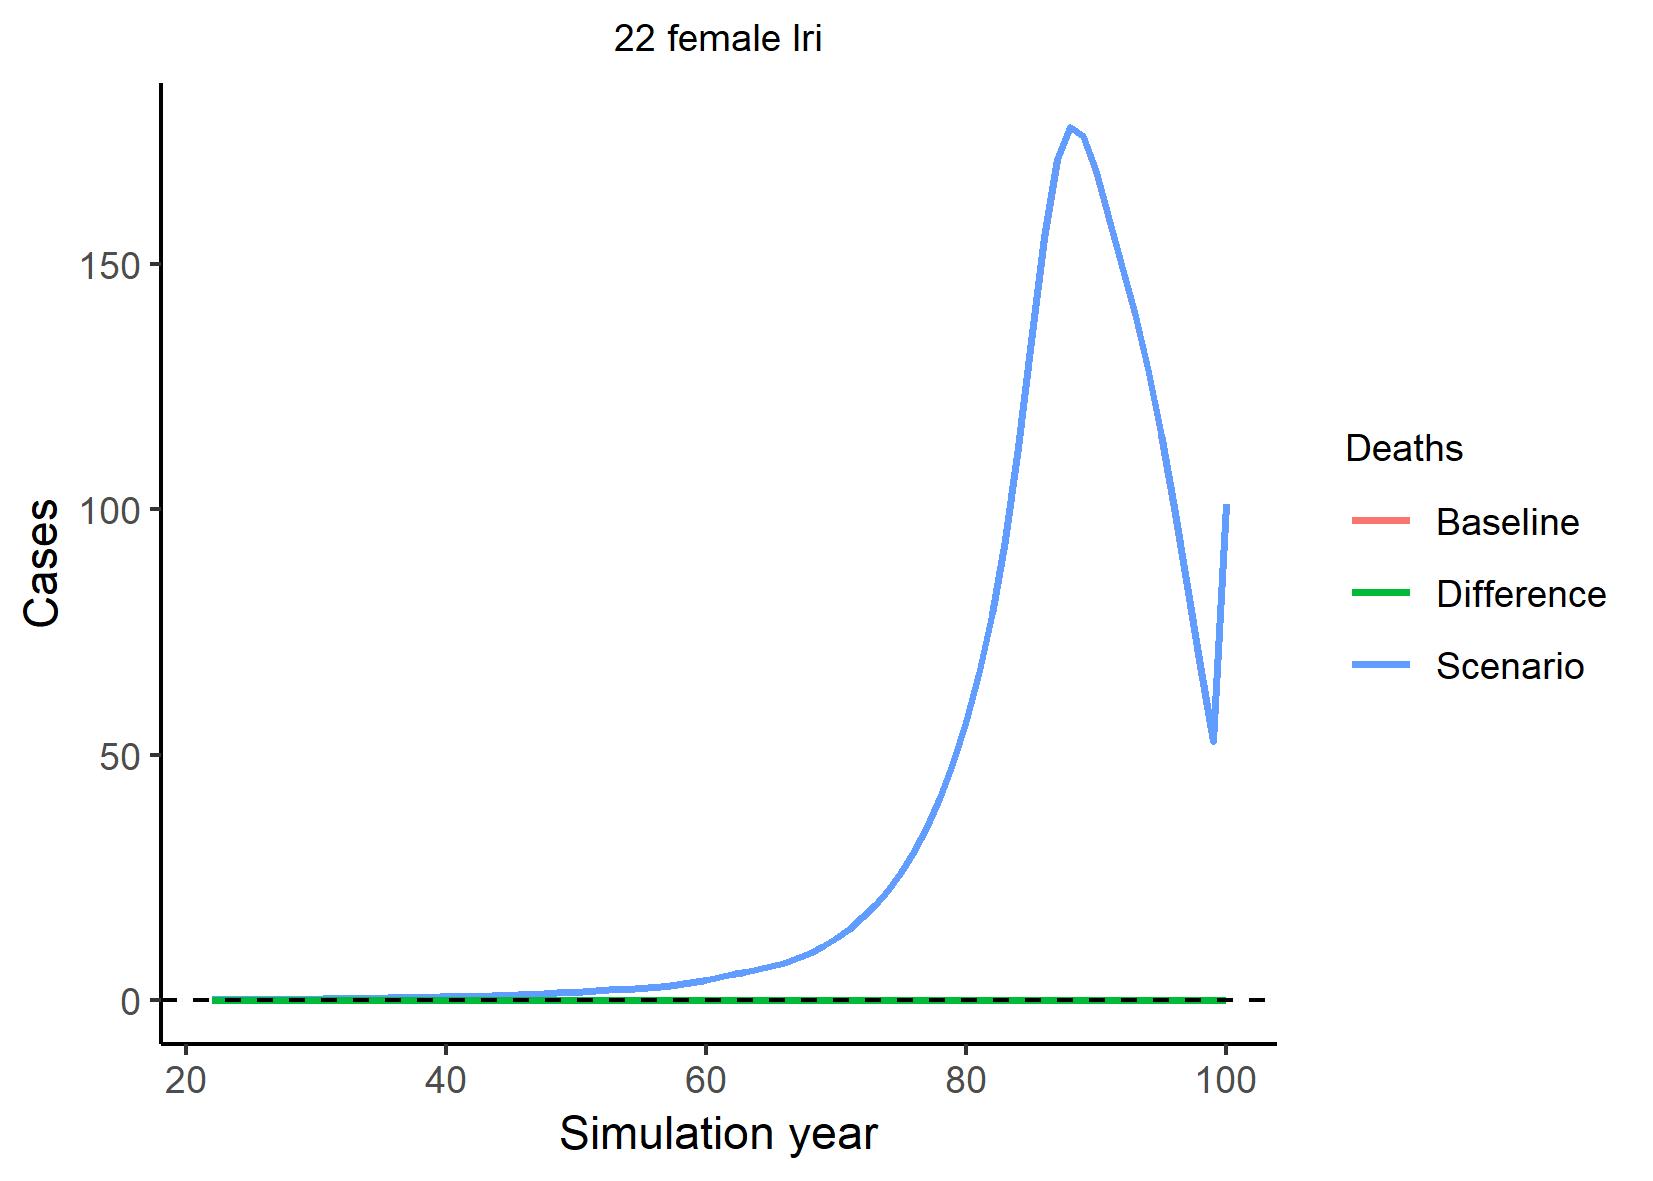 22 female lri
Cases
150
100
50
0
20 40 60 80 100
Simulation year
Deaths
Baseline
Difference
Scenario